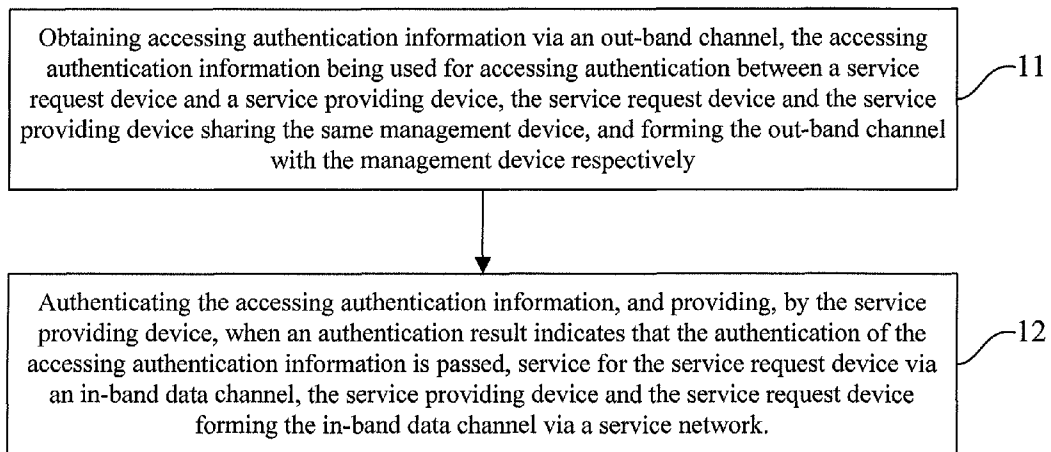 Obtaining accessing authentication information via an out-band channel, the accessing
authentication information being used for accessing authentication between a service
request device and a service providing device, the service request device and the service
providing device sharing the same management device, and forming the out-band channel
with the management device respectively
11
Authenticating the accessing authentication information, and providing, by the service
providing device, when an authentication result indicates that the authentication of the
accessing authentication information is passed, service for the service request device via
an in-band data channel, the service providing device and the service request device
forming the in-band data channel via a service network.
12